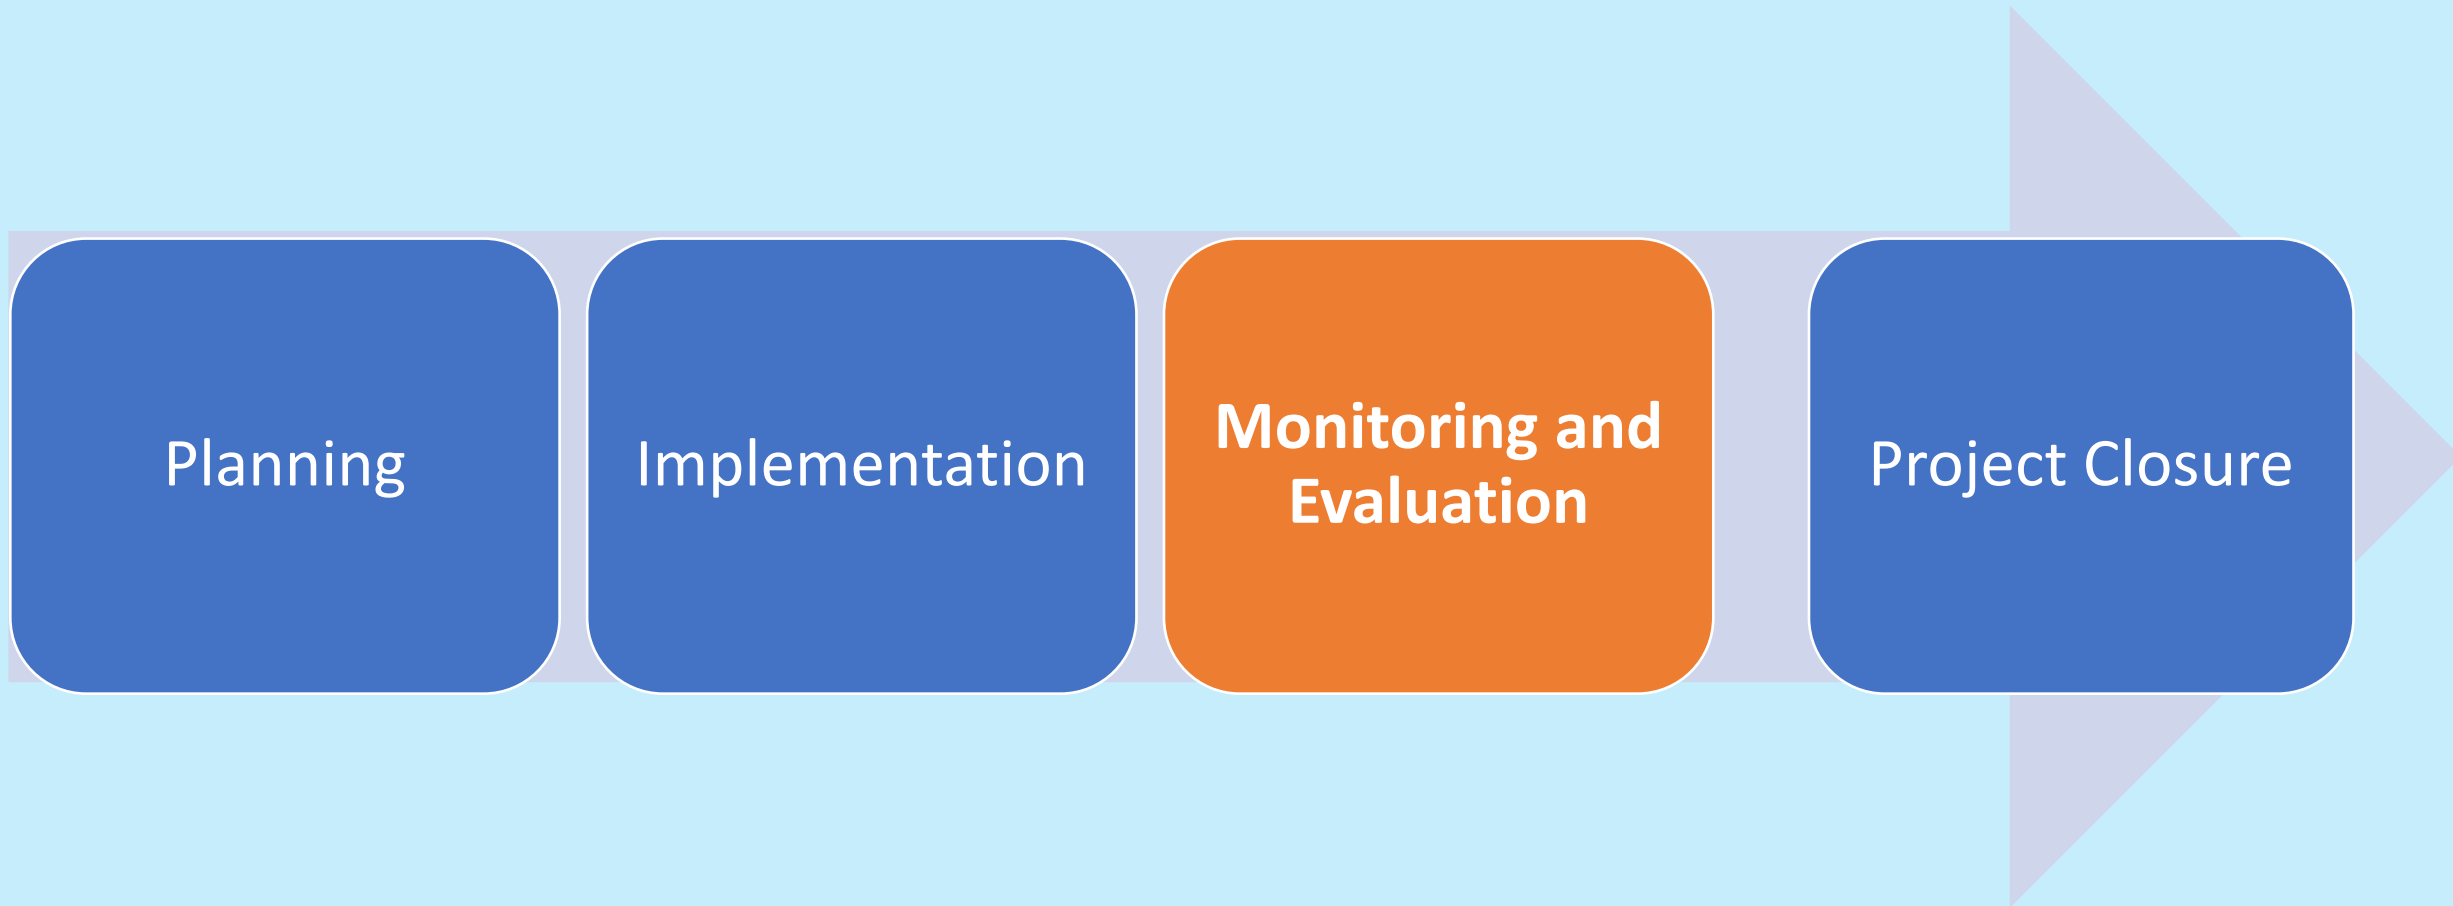 Planning
Implementation
Monitoring and
Evaluation
Project Closure